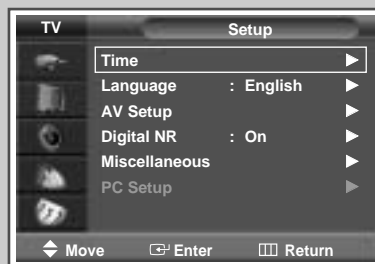 TV Setup
Time
Language : English
AV Setup
Digital NR : On
Miscellaneous
PC Setup
Move Enter Return